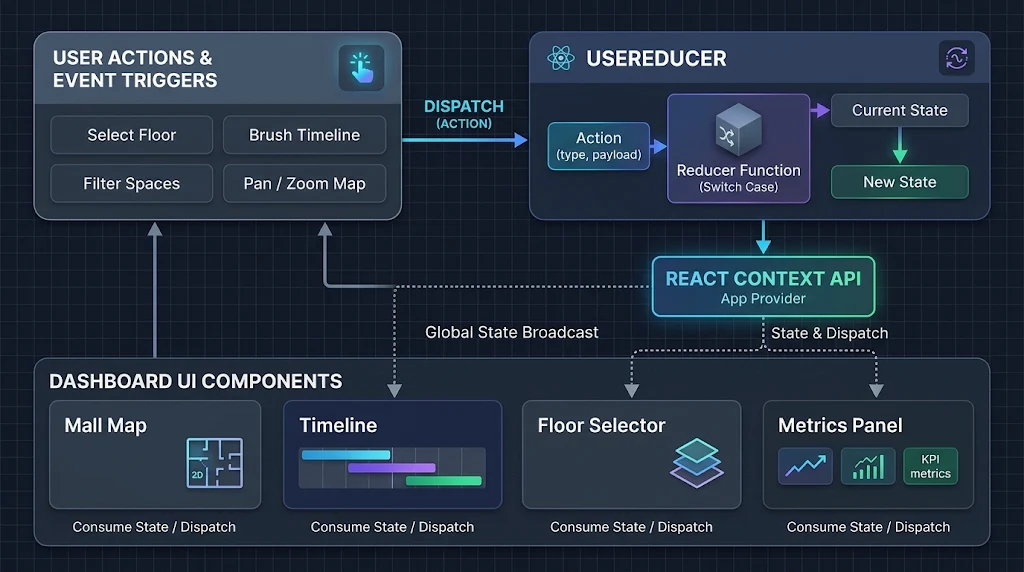 USER ACTIONS &
EVENT TRIGGERS
Select Floor
Brush Timeline
Filter Spaces
Pan / Zoom Map
DISPATCH
(ACTION)
USEREDUCER
Action
(type, payload)
Reducer Function
(Switch Case)
Current State
New State
REACT CONTEXT API
App Provider
Global State Broadcast
State & Dispatch
DASHBOARD UI COMPONENTS
Mall Map
2D
Consume State / Dispatch
Timeline
Consume State / Dispatch
Floor Selector
Consume State / Dispatch
Metrics Panel
KPI
metrics
Consume State / Dispatch